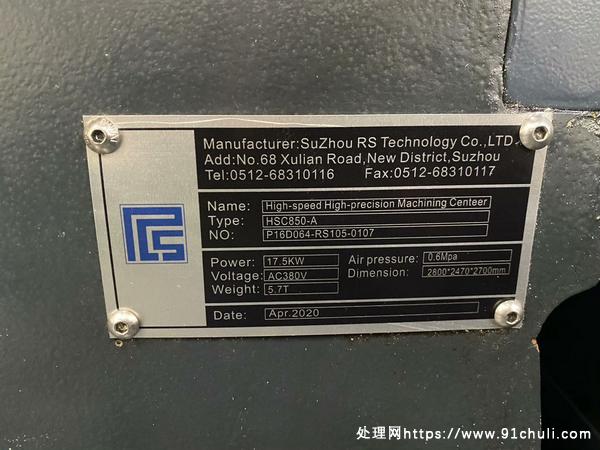 Manufacturer:SuZhou RS Technology Co.,LTD
Add:No.68 Xulian Road,New District,Suzhou
Tel:0512-68310116 Fax:0512-68310117
Name: High-speed High-precision Machining Centeer
Type: HSC850-A
NO: P16D064-RS105-0107
Power: 17.5KW Air pressure: 0.6Mpa
Voltage: AC380V Dimension: 2800*2470*2700mm
Weight: 5.7T
Date: Apr.2020
处理网https://www.91chuli.com/